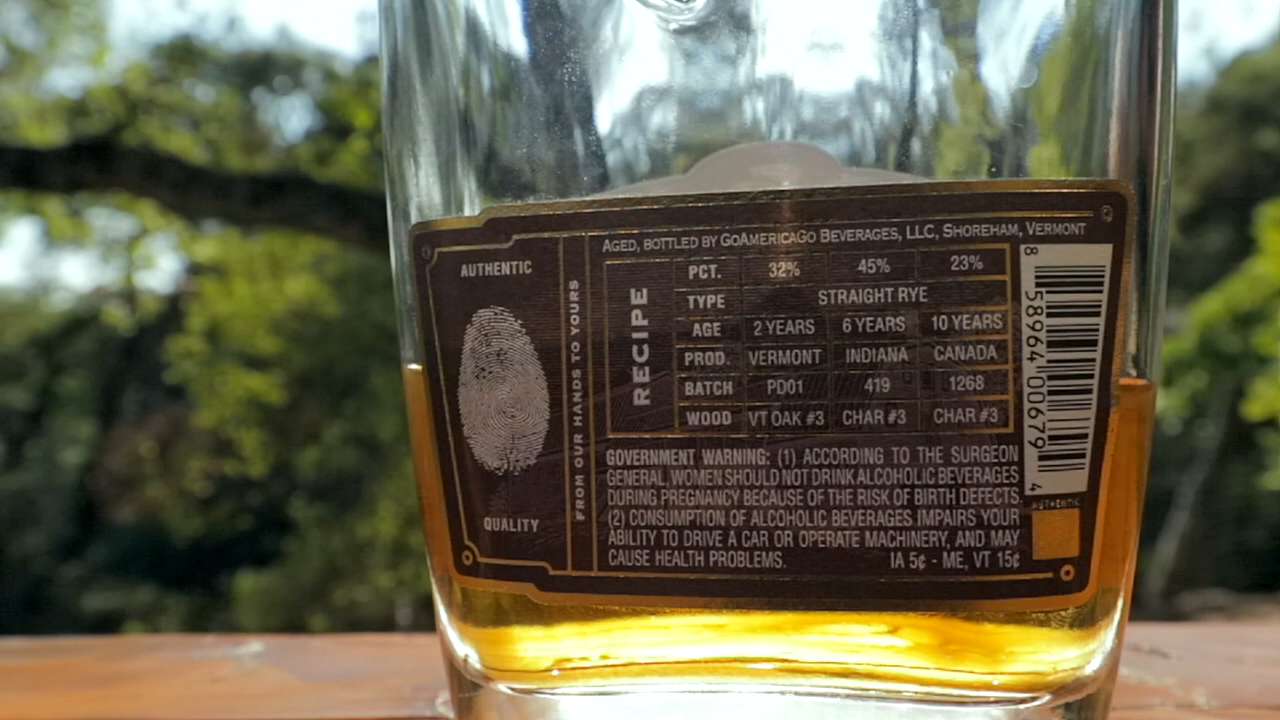 AGED, BOTTLED BY GOAMERICAGO BEVERAGES, LLC, SHOREHAM, VERMONT
AUTHENTIC
QUALITY
FROM OUR HANDS TO YOURS
RECIPE
PCT. 32% 45% 23%
TYPE STRAIGHT RYE
AGE 2 YEARS 6 YEARS 10 YEARS
PROD. VERMONT INDIANA CANADA
BATCH PD01 419 1268
WOOD VT OAK #3 CHAR #3 CHAR #3
GOVERNMENT WARNING: (1) ACCORDING TO THE SURGEON
GENERAL, WOMEN SHOULD NOT DRINK ALCOHOLIC BEVERAGES
DURING PREGNANCY BECAUSE OF THE RISK OF BIRTH DEFECTS.
(2) CONSUMPTION OF ALCOHOLIC BEVERAGES IMPAIRS YOUR
ABILITY TO DRIVE A CAR OR OPERATE MACHINERY, AND MAY
CAUSE HEALTH PROBLEMS. IA 5¢ - ME, VT 15¢
8 58964 00679 4
AUTHENTIC